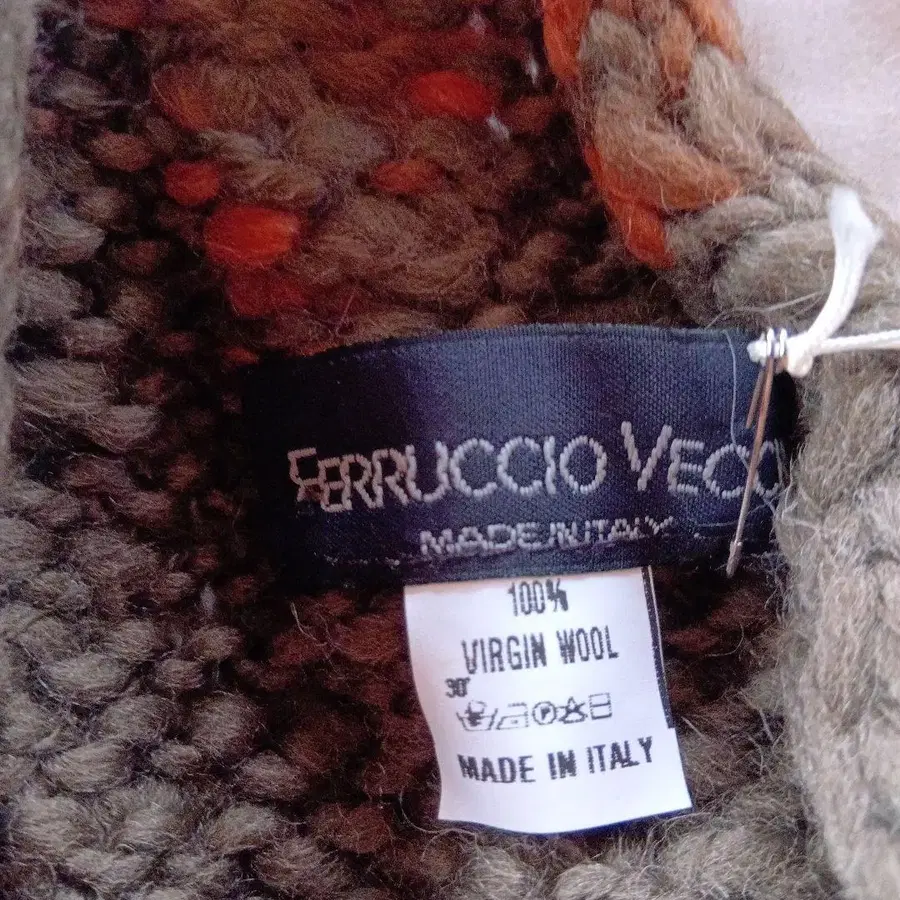 FERRUCCIO VECC
MADE IN ITALY
100%
VIRGIN WOOL
30°
MADE IN ITALY